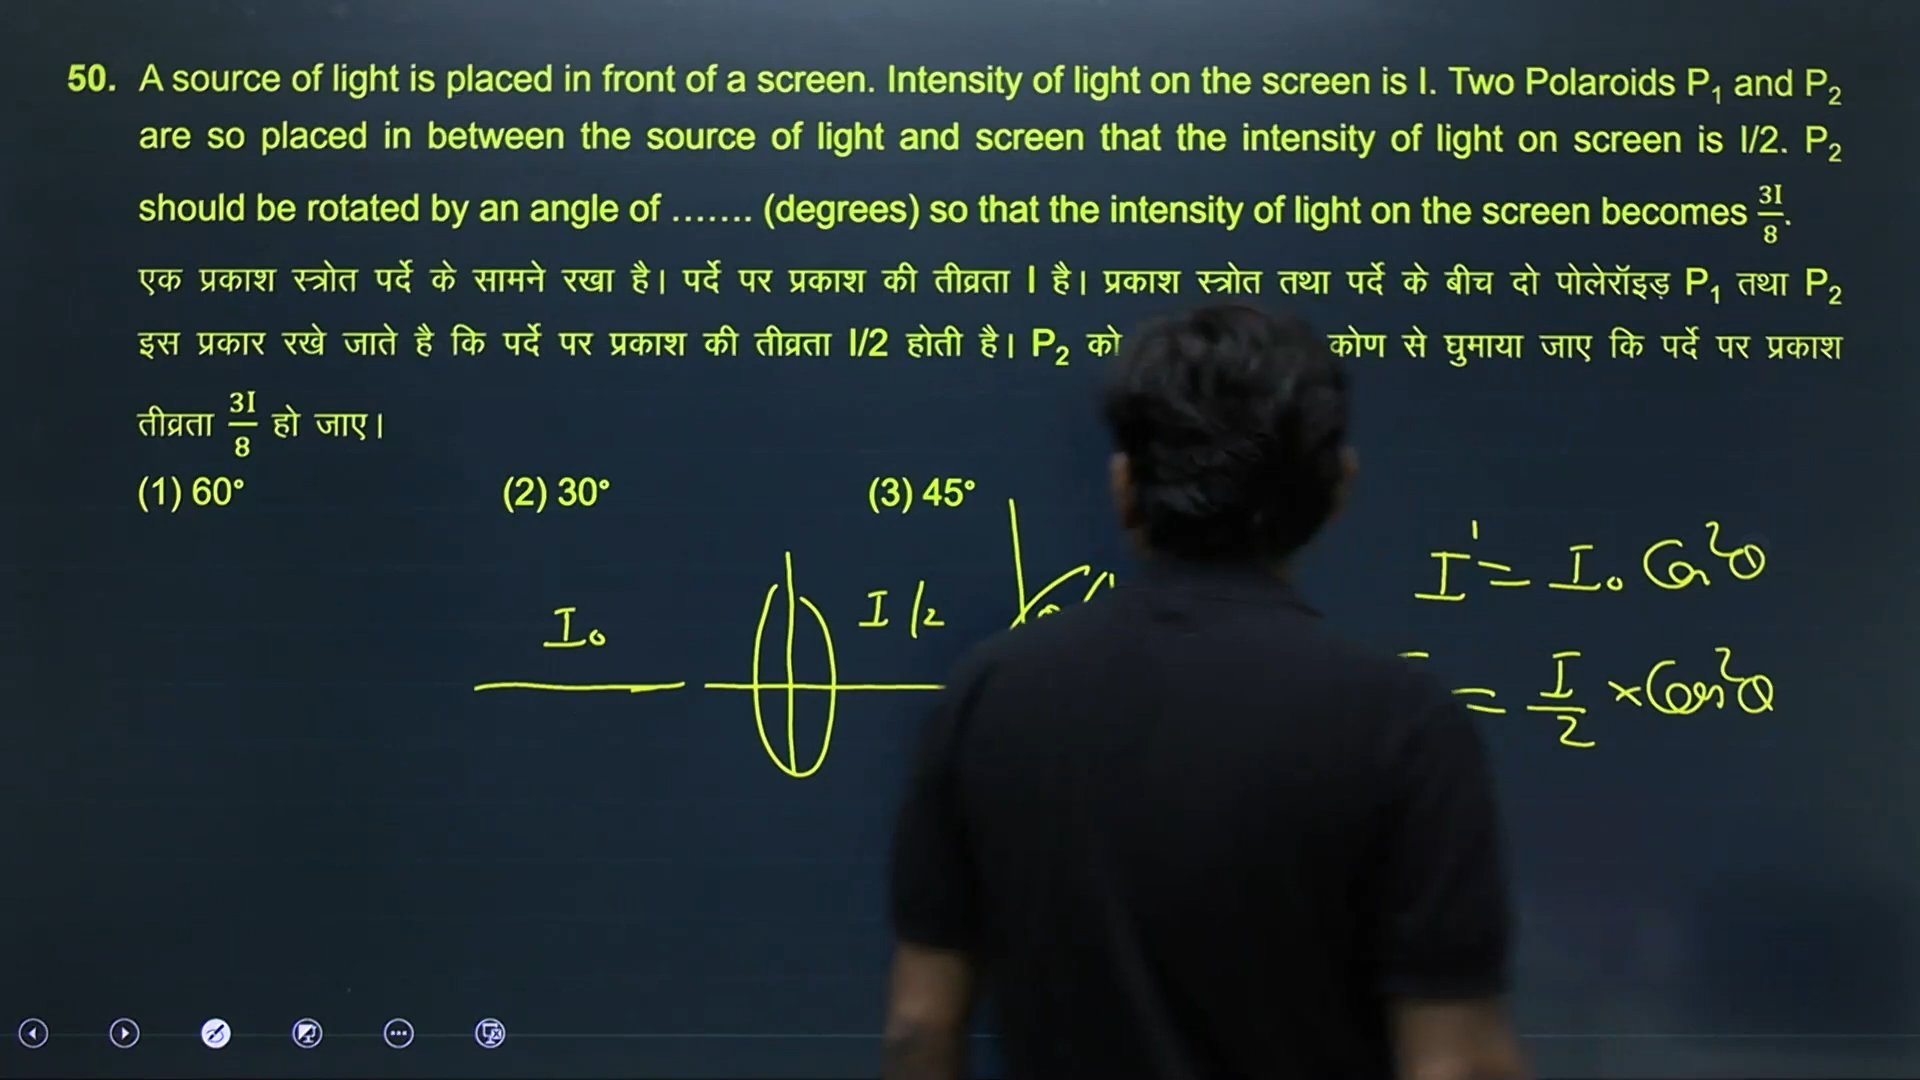 50. A source of light is placed in front of a screen. Intensity of light on the screen is I. Two Polaroids P₁ and P₂
are so placed in between the source of light and screen that the intensity of light on screen is I/2. P₂
should be rotated by an angle of ....... (degrees) so that the intensity of light on the screen becomes 3I/8.
एक प्रकाश स्त्रोत पर्दे के सामने रखा है। पर्दे पर प्रकाश की तीव्रता I है। प्रकाश स्त्रोत तथा पर्दे के बीच दो पोलेरॉइड़ P₁ तथा P₂
इस प्रकार रखे जाते है कि पर्दे पर प्रकाश की तीव्रता I/2 होती है। P₂ को कोण से घुमाया जाए कि पर्दे पर प्रकाश
तीव्रता 3I/8 हो जाए।
(1) 60° (2) 30° (3) 45°
I' = I₀ Cos²θ
I₀ I/2
= I/2 × Cos²θ